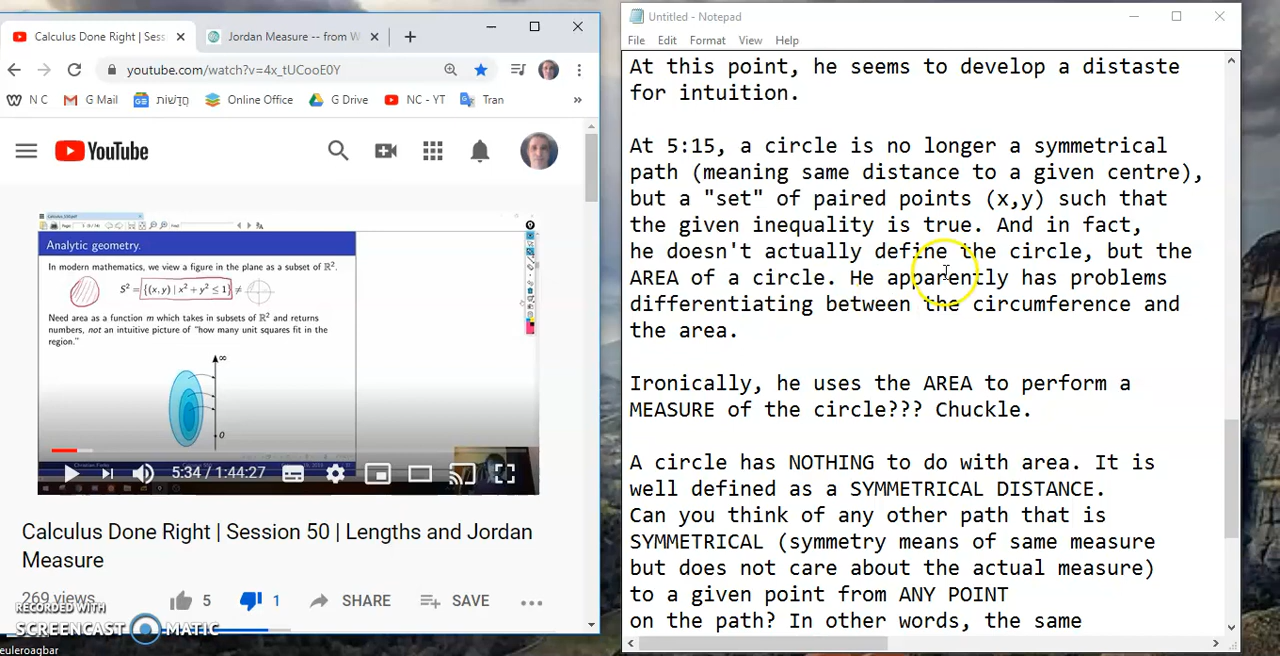 Calculus Done Right | Sess
Jordan Measure -- from W
youtube.com/watch?v=4x_tUCooE0Y
N C
G Mail
חֲדָשׁוֹת
Online Office
G Drive
NC - YT
Tran
»
YouTube
Analytic geometry.
In modern mathematics, we view a figure in the plane as a subset of ℝ².
S² = {(x, y) | x² + y² ≤ 1} ≠
Need area as a function m which takes in subsets of ℝ² and returns
numbers, not an intuitive picture of "how many unit squares fit in the
region."
∞
0
5:34 / 1:44:27
Calculus Done Right | Session 50 | Lengths and Jordan
Measure
269 views
5
1
SHARE
SAVE
RECORDED WITH
SCREENCAST MATIC
euleroagbar
Untitled - Notepad
File Edit Format View Help
At this point, he seems to develop a distaste
for intuition.
At 5:15, a circle is no longer a symmetrical
path (meaning same distance to a given centre),
but a "set" of paired points (x,y) such that
the given inequality is true. And in fact,
he doesn't actually define the circle, but the
AREA of a circle. He apparently has problems
differentiating between the circumference and
the area.
Ironically, he uses the AREA to perform a
MEASURE of the circle??? Chuckle.
A circle has NOTHING to do with area. It is
well defined as a SYMMETRICAL DISTANCE.
Can you think of any other path that is
SYMMETRICAL (symmetry means of same measure
but does not care about the actual measure)
to a given point from ANY POINT
on the path? In other words, the same